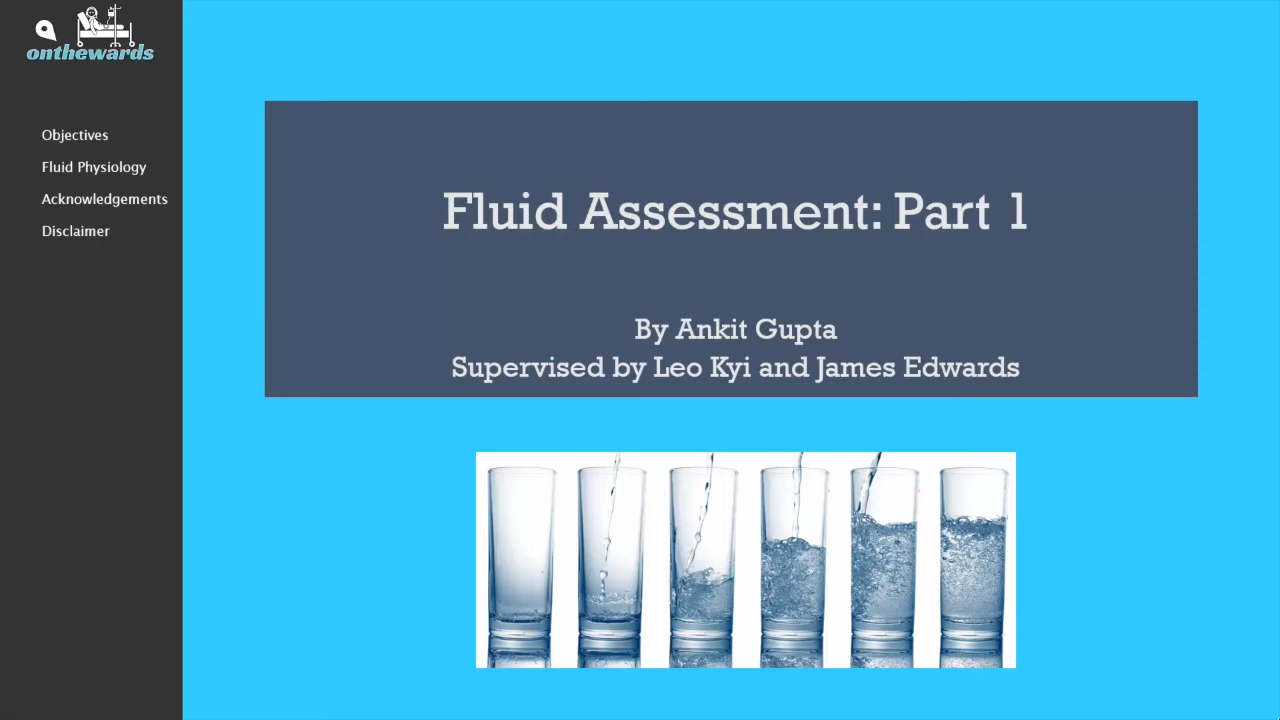 onthewards
Objectives
Fluid Physiology
Acknowledgements
Disclaimer
Fluid Assessment: Part 1
By Ankit Gupta
Supervised by Leo Kyi and James Edwards